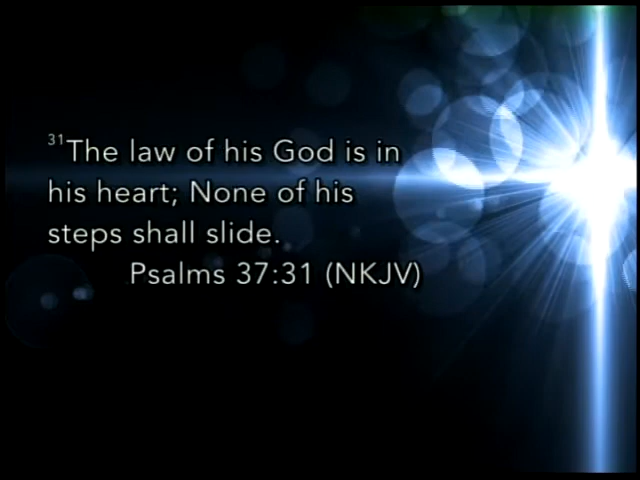 31The law of his God is in
his heart; None of his
steps shall slide.
Psalms 37:31 (NKJV)